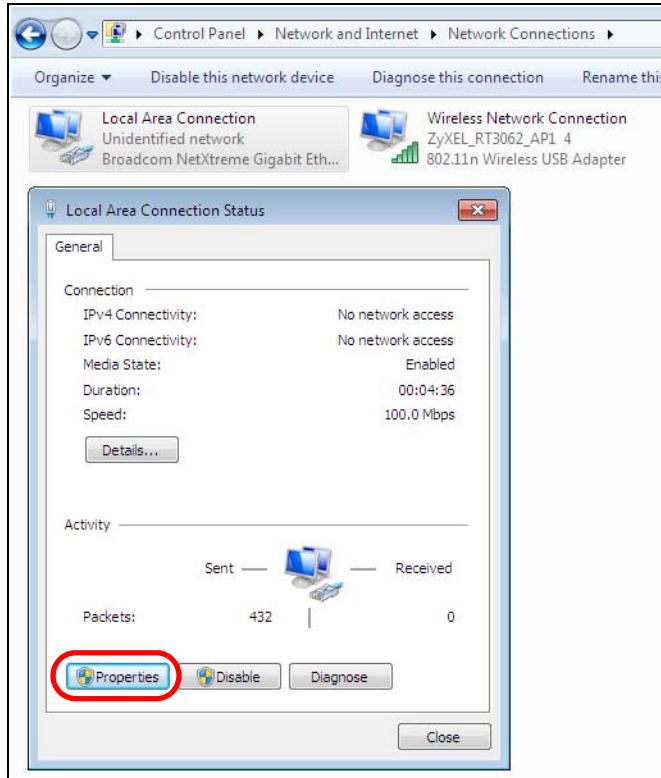 Control Panel ▸ Network and Internet ▸ Network Connections ▸
Organize Disable this network device Diagnose this connection Rename this
Local Area Connection
Unidentified network
Broadcom NetXtreme Gigabit Eth...
Wireless Network Connection
ZyXEL_RT3062_AP1 4
802.11n Wireless USB Adapter
Local Area Connection Status
General
Connection
IPv4 Connectivity: No network access
IPv6 Connectivity: No network access
Media State: Enabled
Duration: 00:04:36
Speed: 100.0 Mbps
Details...
Activity
Sent Received
Packets: 432 0
Properties Disable Diagnose
Close